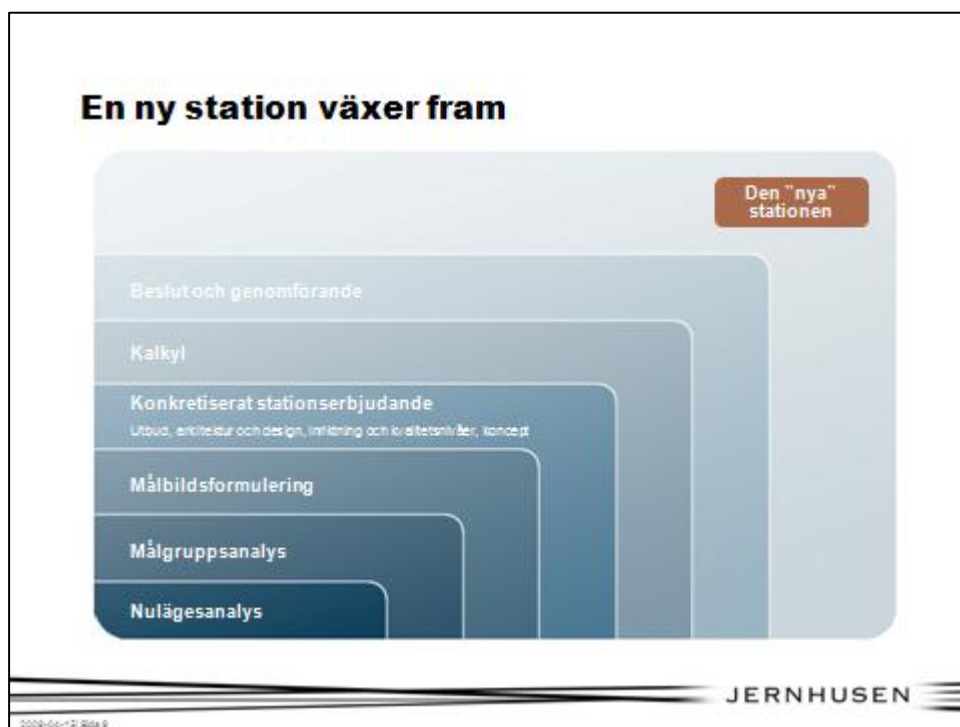 En ny station växer fram
Den ”nya”
stationen
Beslut och genomförande
Kalkyl
Konkretiserat stationserbjudande
Utbud, arkitektur och design, inriktning och kvalitetsnivåer, koncept
Målbildsformulering
Målgruppsanalys
Nulägesanalys
JERNHUSEN